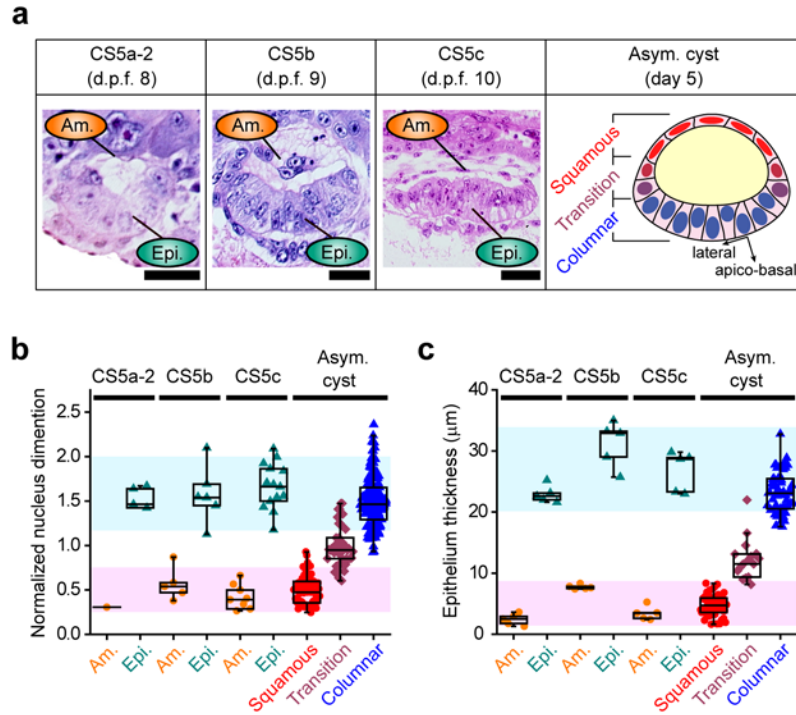 a
CS5a-2
(d.p.f. 8)
CS5b
(d.p.f. 9)
CS5c
(d.p.f. 10)
Asym. cyst
(day 5)
Am.
Epi.
Am.
Epi.
Am.
Epi.
Squamous
Transition
Columnar
lateral
apico-basal
b
CS5a-2
CS5b
CS5c
Asym.
cyst
Normalized nucleus dimention
2.5
2.0
1.5
1.0
0.5
0.0
Am.
Epi.
Am.
Epi.
Am.
Epi.
Squamous
Transition
Columnar
c
CS5a-2
CS5b
CS5c
Asym.
cyst
Epithelium thickness (μm)
40
30
20
10
0
Am.
Epi.
Am.
Epi.
Am.
Epi.
Squamous
Transition
Columnar